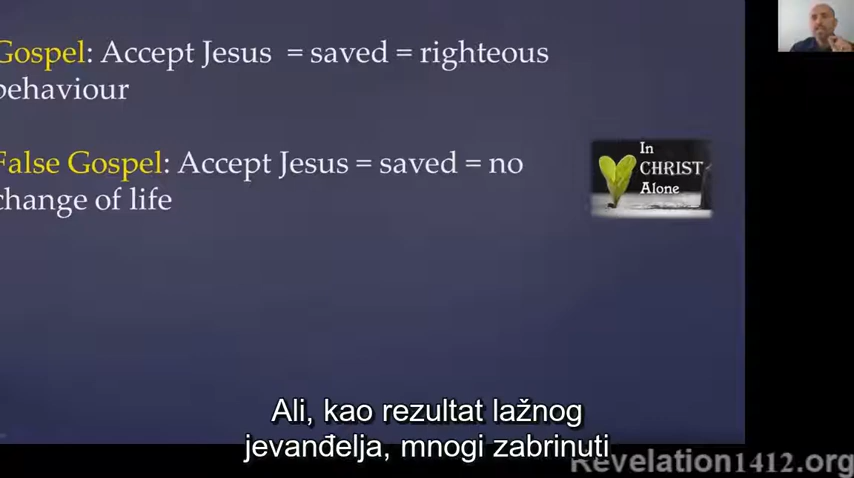 Gospel: Accept Jesus = saved = righteous
behaviour
False Gospel: Accept Jesus = saved = no
change of life
In
CHRIST
Alone
Ali, kao rezultat lažnog
jevanđelja, mnogi zabrinuti
Revelation1412.org